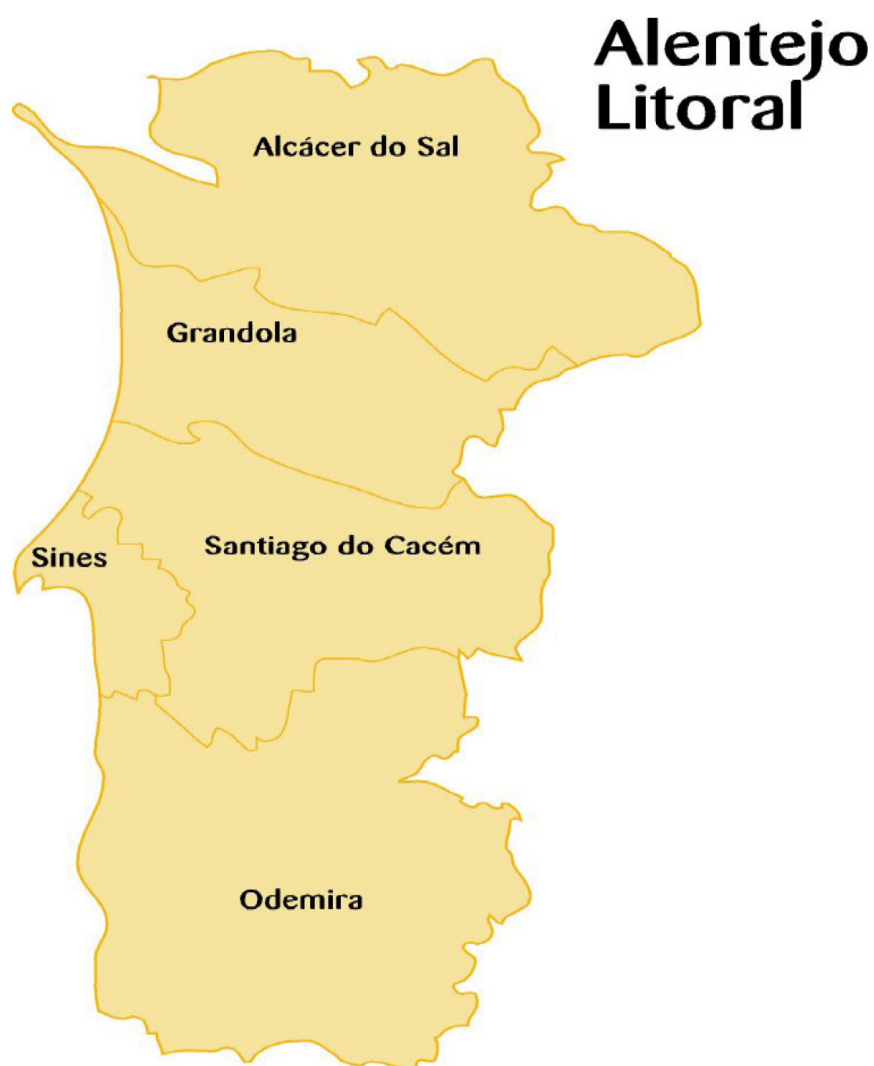 Alentejo
Litoral
Alcácer do Sal
Grandola
Santiago do Cacém
Sines
Odemira